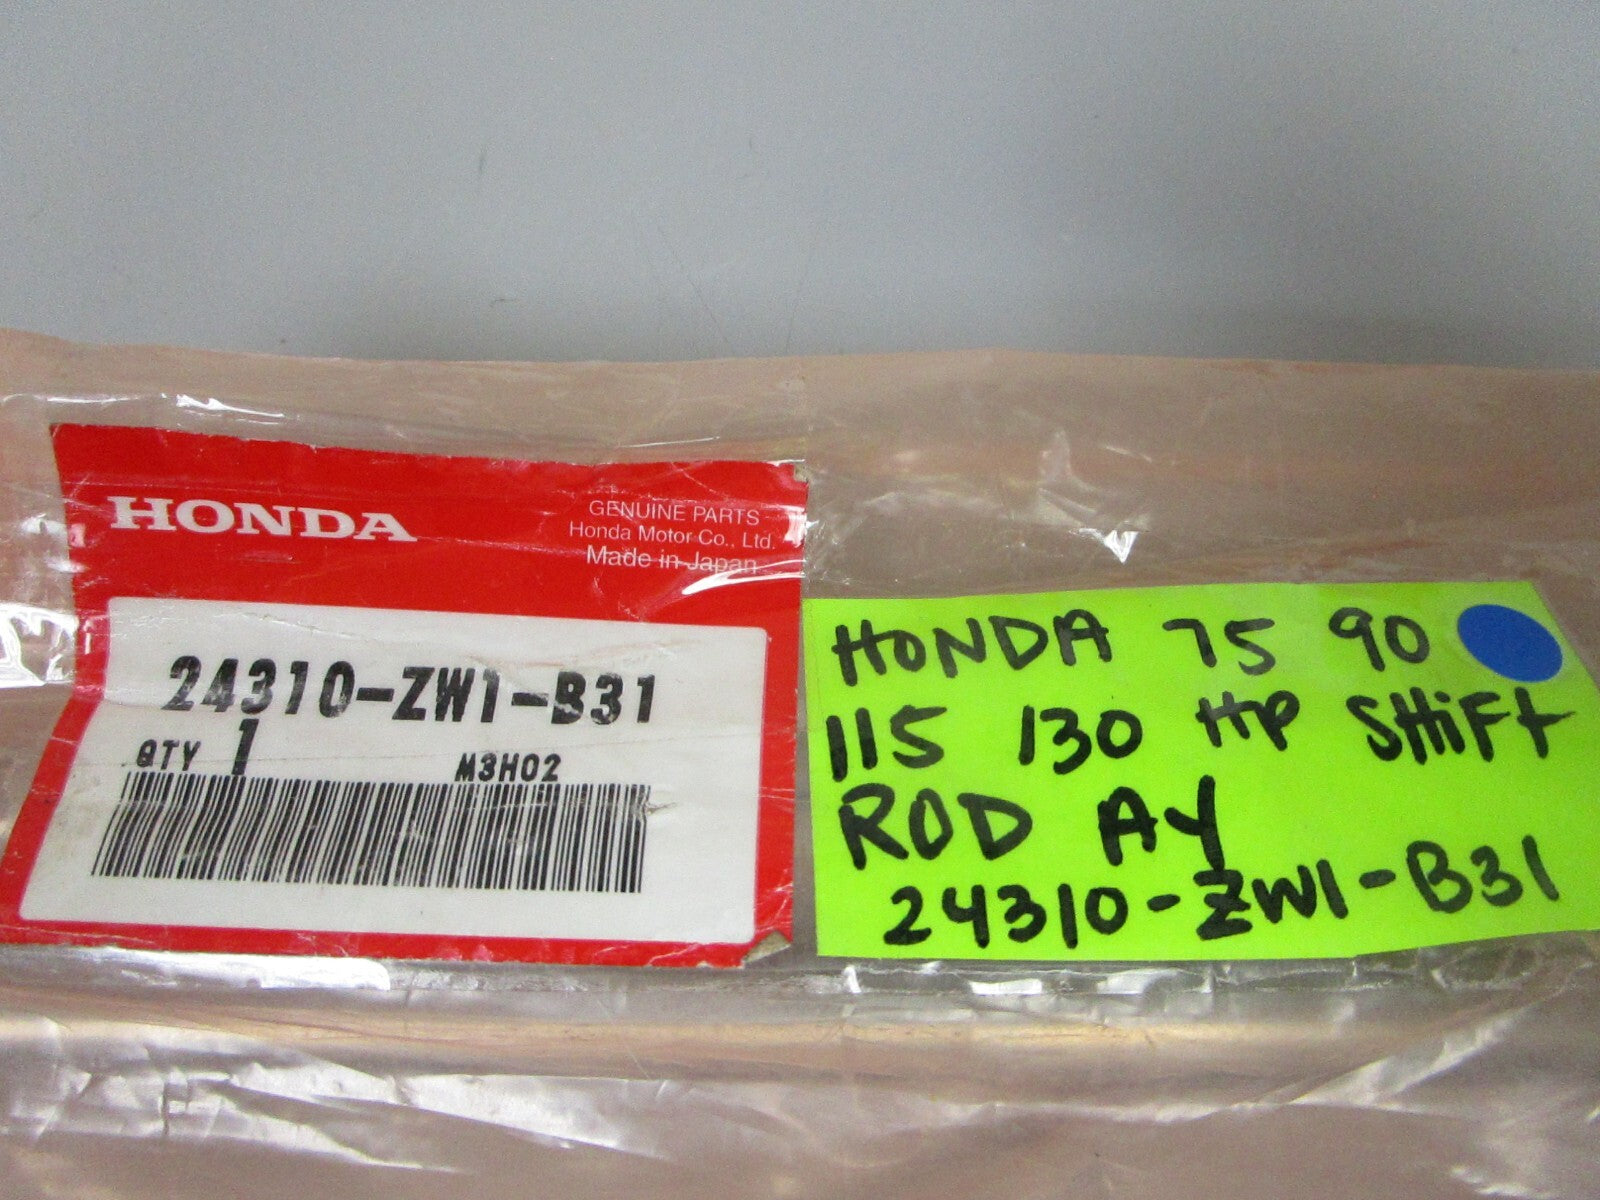 HONDA
GENUINE PARTS
Honda Motor Co., Ltd.
Made in Japan
24310-ZW1-B31
QTY 1 M3H02
HONDA 75 90
115 130 HP SHiFt
ROD AY
24310-ZW1-B31